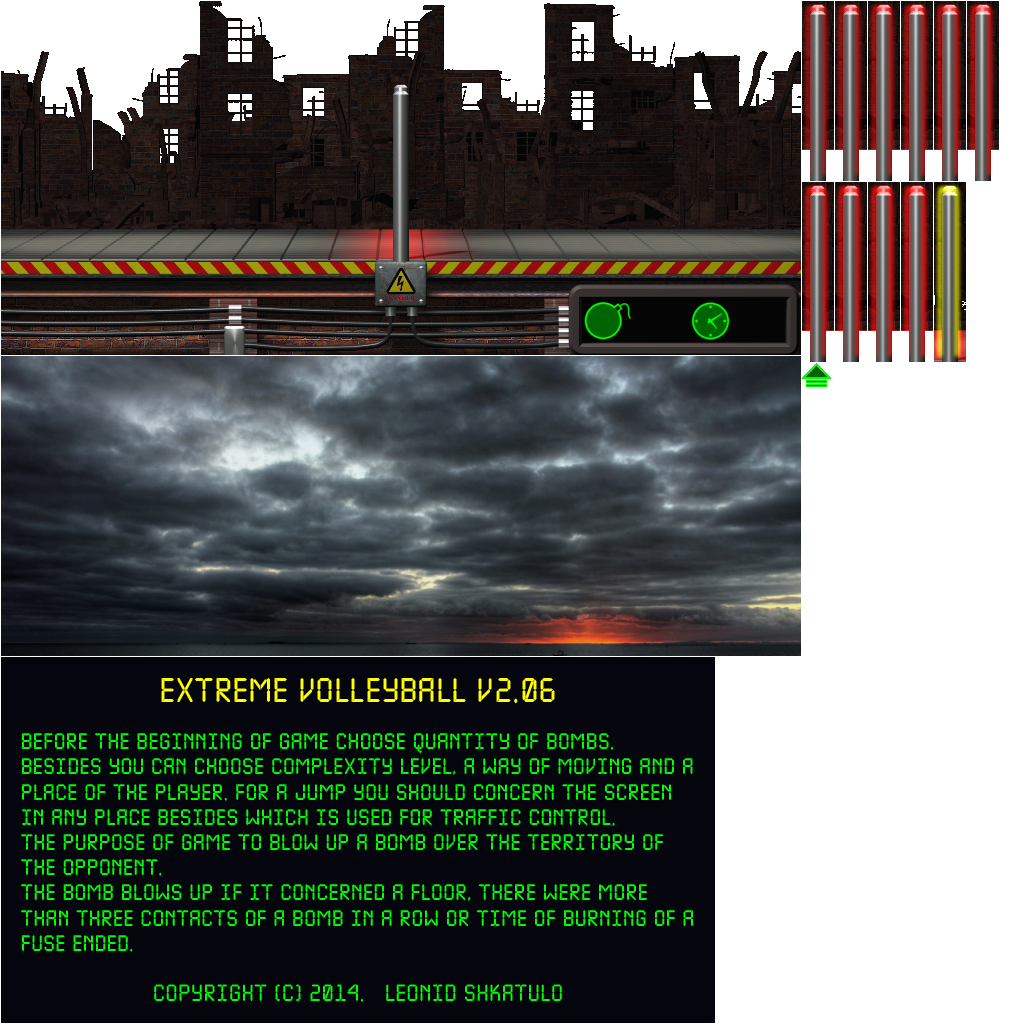 EXTREME VOLLEYBALL V2.06
BEFORE THE BEGINNING OF GAME CHOOSE QUANTITY OF BOMBS.
BESIDES YOU CAN CHOOSE COMPLEXITY LEVEL, A WAY OF MOVING AND A
PLACE OF THE PLAYER. FOR A JUMP YOU SHOULD CONCERN THE SCREEN
IN ANY PLACE BESIDES WHICH IS USED FOR TRAFFIC CONTROL.
THE PURPOSE OF GAME TO BLOW UP A BOMB OVER THE TERRITORY OF
THE OPPONENT.
THE BOMB BLOWS UP IF IT CONCERNED A FLOOR, THERE WERE MORE
THAN THREE CONTACTS OF A BOMB IN A ROW OR TIME OF BURNING OF A
FUSE ENDED.
COPYRIGHT (C) 2014. LEONID SHKATULO